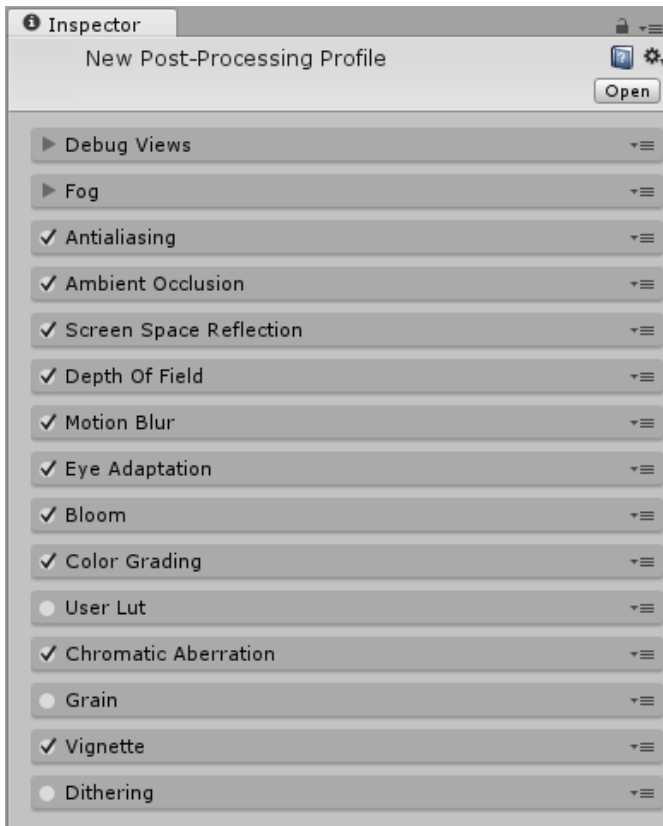 Inspector
New Post-Processing Profile
Open
Debug Views
Fog
Antialiasing
Ambient Occlusion
Screen Space Reflection
Depth Of Field
Motion Blur
Eye Adaptation
Bloom
Color Grading
User Lut
Chromatic Aberration
Grain
Vignette
Dithering